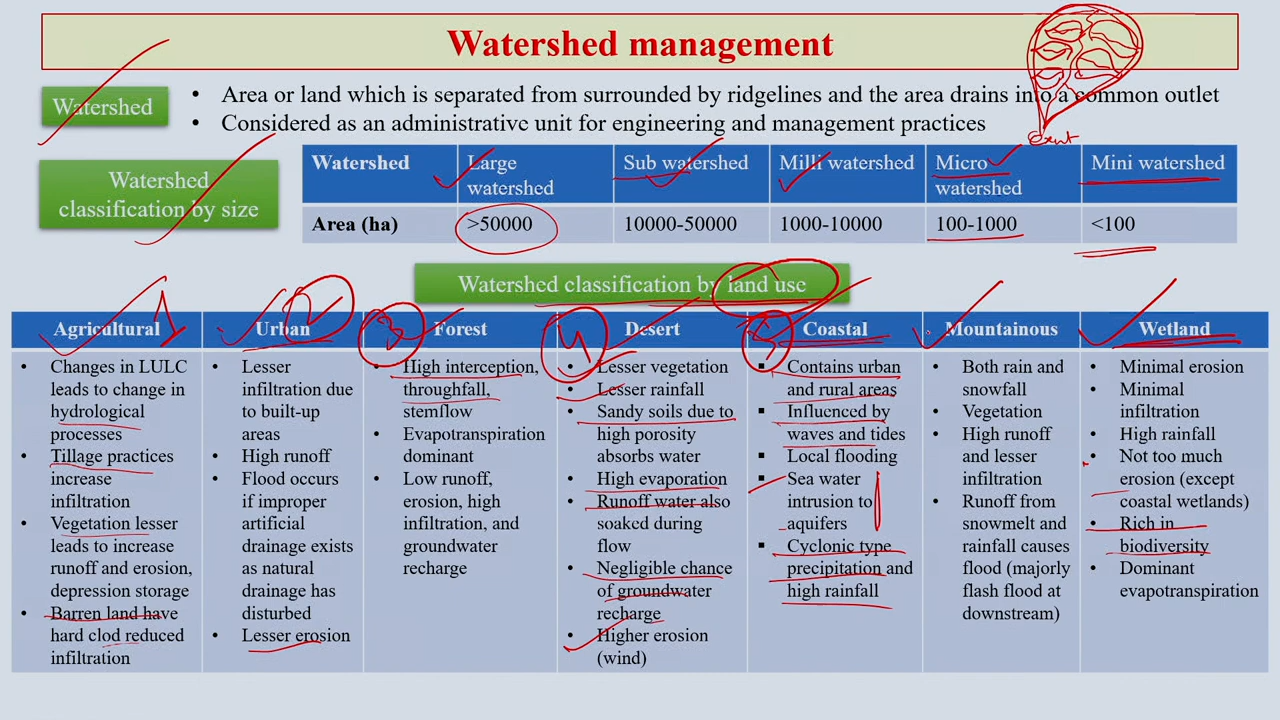 Watershed management
Watershed
• Area or land which is separated from surrounded by ridgelines and the area drains into a common outlet
• Considered as an administrative unit for engineering and management practices
Watershed
classification by size
Watershed
Large
watershed
Sub watershed
Milli watershed
Micro
watershed
Mini watershed
Area (ha)
>50000
10000-50000
1000-10000
100-1000
<100
Watershed classification by land use
1
2
3
4
5
Agricultural
• Changes in LULC
leads to change in
hydrological
processes
• Tillage practices
increase
infiltration
• Vegetation lesser
leads to increase
runoff and erosion,
depression storage
• Barren land have
hard clod reduced
infiltration
Urban
• Lesser
infiltration due
to built-up
areas
• High runoff
• Flood occurs
if improper
artificial
drainage exists
as natural
drainage has
disturbed
• Lesser erosion
Forest
• High interception,
throughfall,
stemflow
• Evapotranspiration
dominant
• Low runoff,
erosion, high
infiltration, and
groundwater
recharge
Desert
• Lesser vegetation
• Lesser rainfall
• Sandy soils due to
high porosity
absorbs water
• High evaporation
• Runoff water also
soaked during
flow
• Negligible chance
of groundwater
recharge
• Higher erosion
(wind)
Coastal
▪ Contains urban
and rural areas
▪ Influenced by
waves and tides
▪ Local flooding
▪ Sea water
intrusion to
aquifers
▪ Cyclonic type
precipitation and
high rainfall
Mountainous
• Both rain and
snowfall
• Vegetation
• High runoff
and lesser
infiltration
• Runoff from
snowmelt and
rainfall causes
flood (majorly
flash flood at
downstream)
Wetland
• Minimal erosion
• Minimal
infiltration
• High rainfall
• Not too much
erosion (except
coastal wetlands)
• Rich in
biodiversity
• Dominant
evapotranspiration